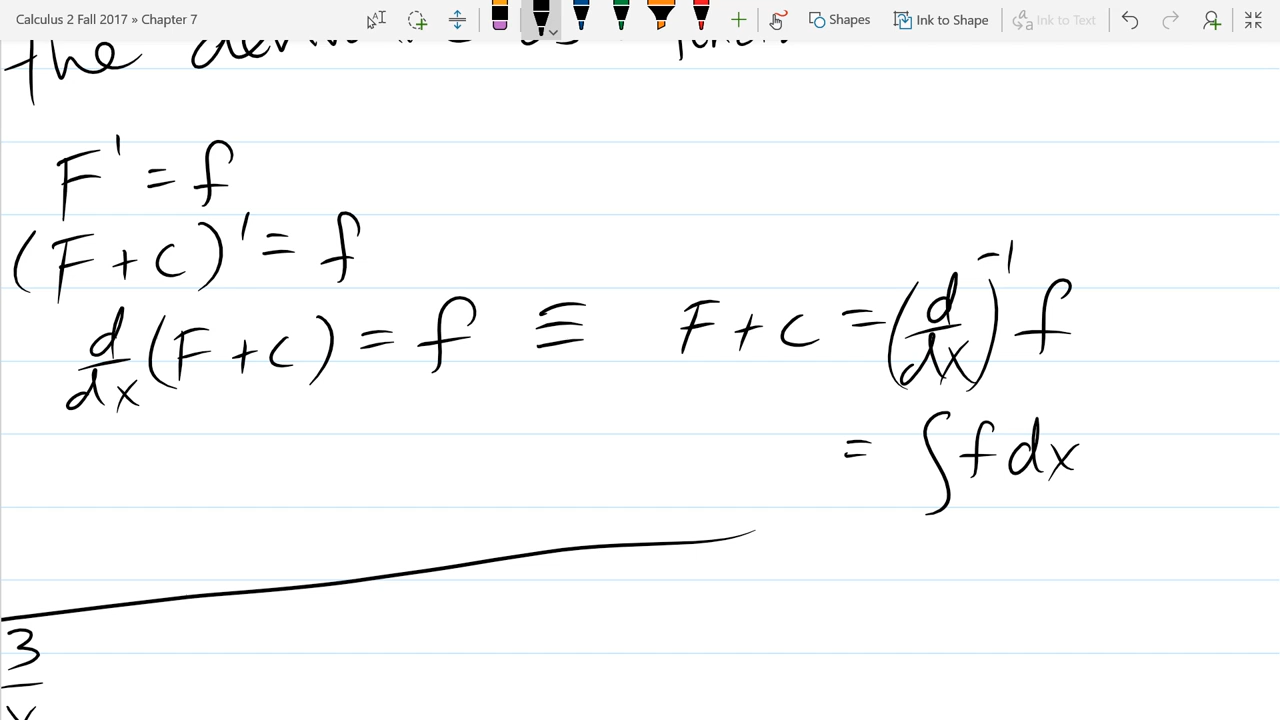 Calculus 2 Fall 2017 » Chapter 7
Shapes
Ink to Shape
Ink to Text
the
F' = f
(F + C)' = f
d/dx (F + C) = f ≡ F + C = (d/dx)⁻¹ f
= ∫ f dx
3